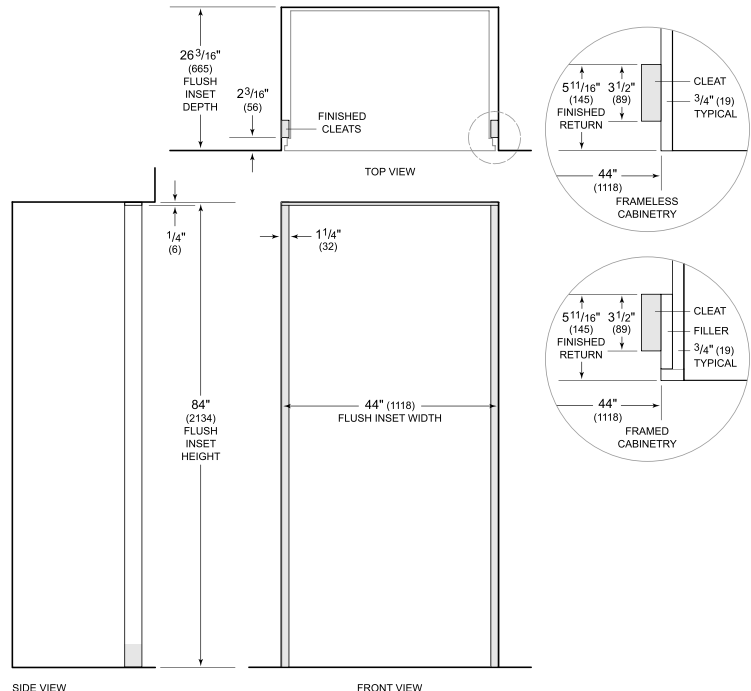 26 3/16"
(665)
FLUSH
INSET
DEPTH
2 3/16"
(56)
FINISHED
CLEATS
TOP VIEW
5 11/16"
(145)
FINISHED
RETURN
3 1/2"
(89)
CLEAT
3/4" (19)
TYPICAL
44"
(1118)
FRAMELESS
CABINETRY
1/4"
(6)
1 1/4"
(32)
84"
(2134)
FLUSH
INSET
HEIGHT
44" (1118)
FLUSH INSET WIDTH
5 11/16"
(145)
FINISHED
RETURN
3 1/2"
(89)
CLEAT
FILLER
3/4" (19)
TYPICAL
44"
(1118)
FRAMED
CABINETRY
SIDE VIEW
FRONT VIEW